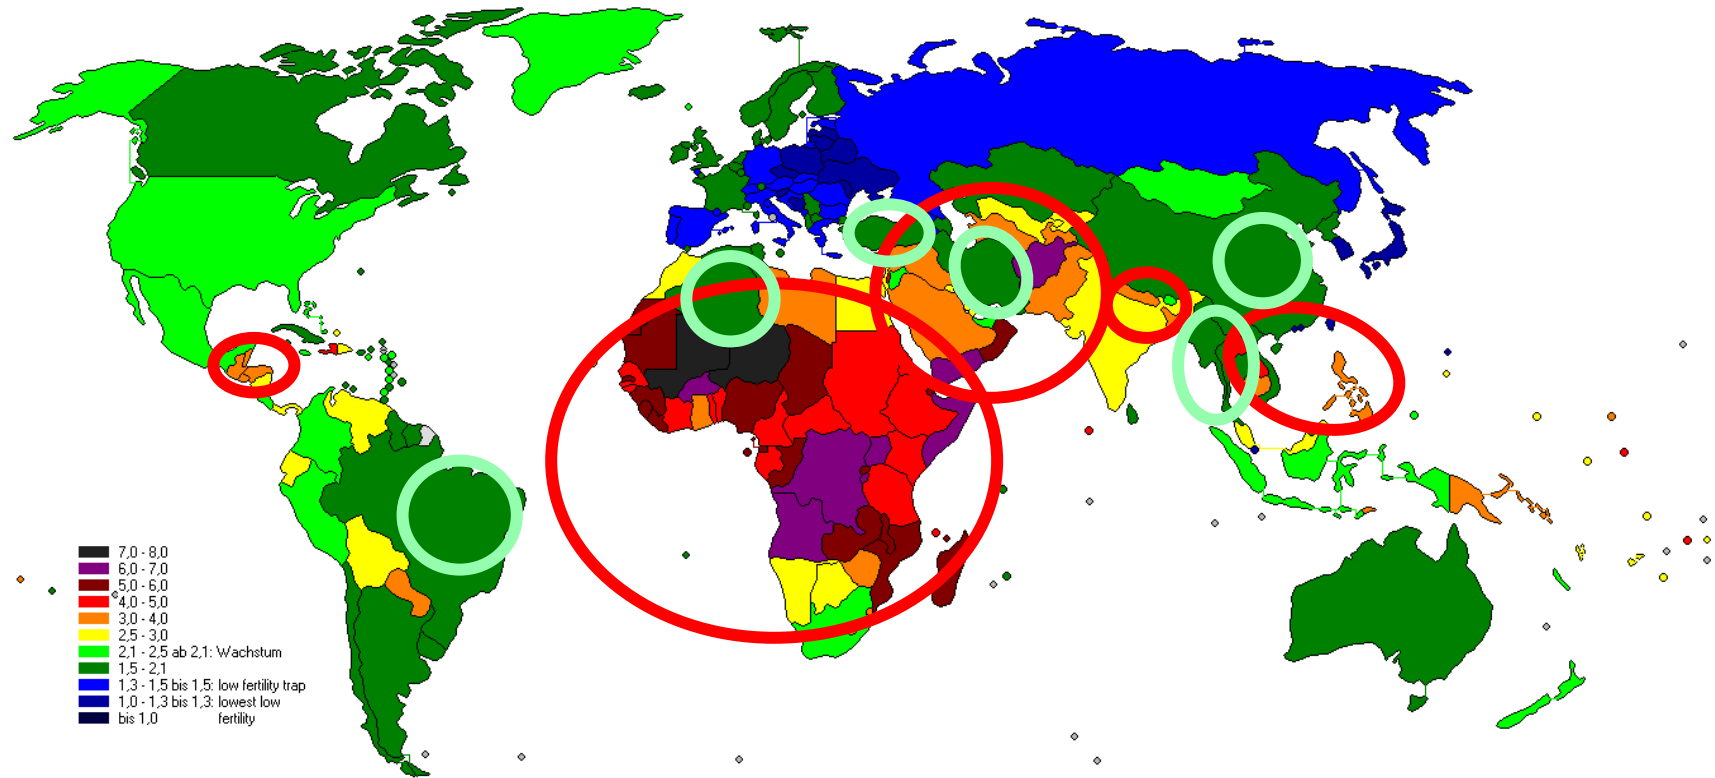 7,0 - 8,0
6,0 - 7,0
5,0 - 6,0
4,0 - 5,0
3,0 - 4,0
2,5 - 3,0
2,1 - 2,5 ab 2,1: Wachstum
1,5 - 2,1
1,3 - 1,5 bis 1,5: low fertility trap
1,0 - 1,3 bis 1,3: lowest low
bis 1,0 fertility